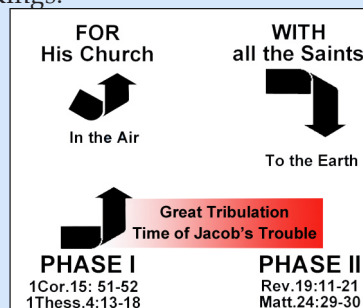 FOR
His Church
In the Air
WITH
all the Saints
To the Earth
Great Tribulation
Time of Jacob's Trouble
PHASE I
1Cor.15: 51-52
1Thess.4:13-18
PHASE II
Rev.19:11-21
Matt.24:29-30